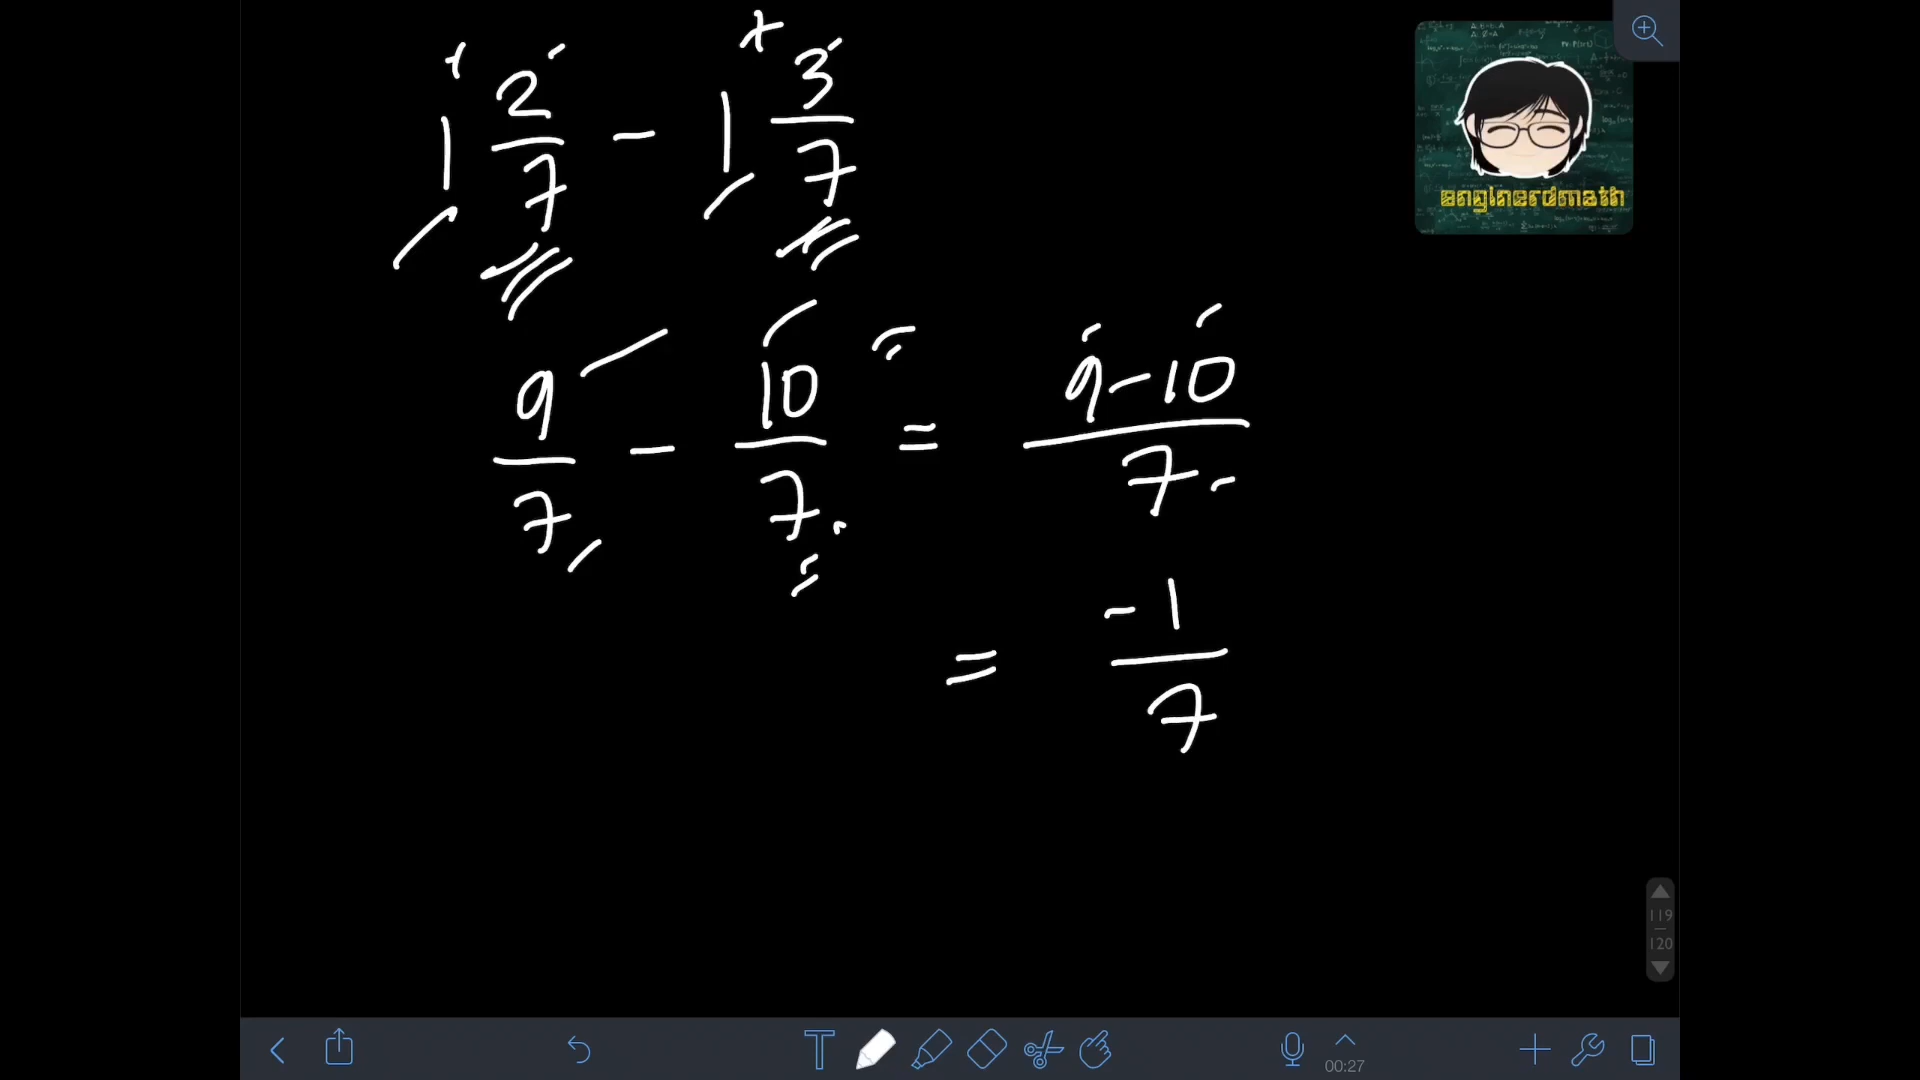 1 2/7 - 1 3/7
9/7 - 10/7 = 9-10/7
= -1/7
enginerdmath
119
120
T
00:27